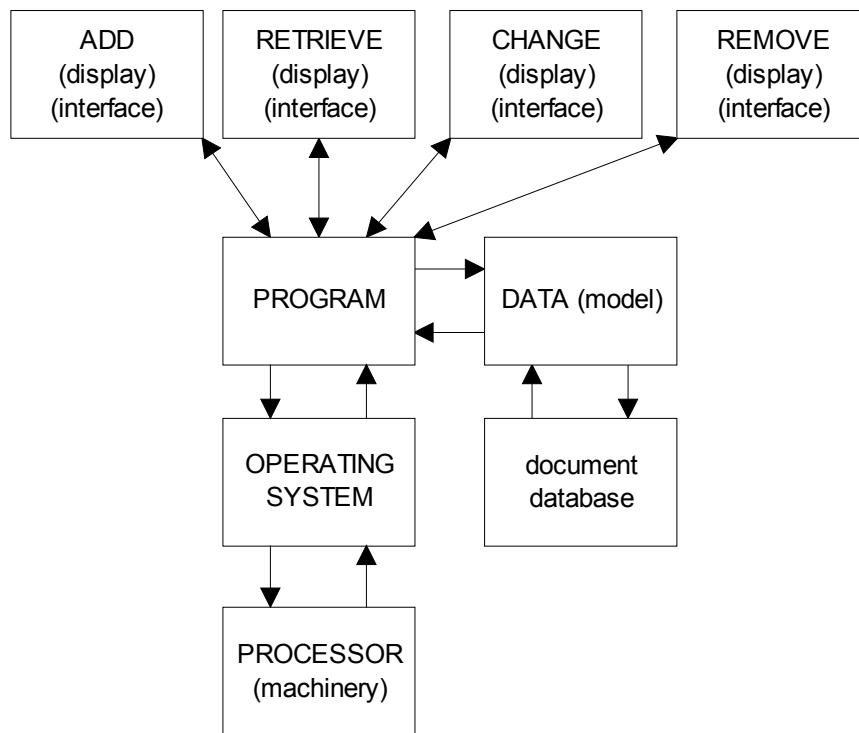 ADD
(display)
(interface)
RETRIEVE
(display)
(interface)
CHANGE
(display)
(interface)
REMOVE
(display)
(interface)
PROGRAM
DATA (model)
OPERATING
SYSTEM
document
database
PROCESSOR
(machinery)